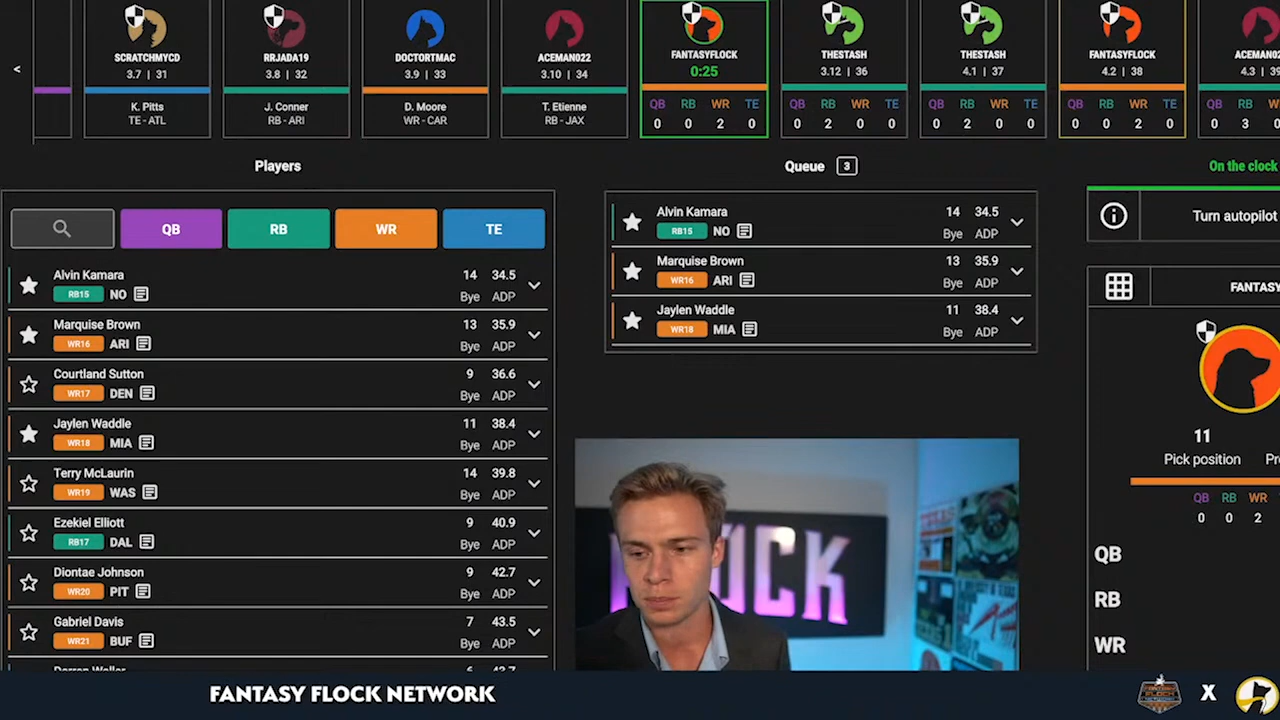 <
SCRATCHMYCD
3.7 | 31
K. Pitts
TE - ATL
RRJADA19
3.8 | 32
J. Conner
RB - ARI
DOCTORTMAC
3.9 | 33
D. Moore
WR - CAR
ACEMAN022
3.10 | 34
T. Etienne
RB - JAX
FANTASYFLOCK
0:25
QB RB WR TE
0 0 2 0
THESTASH
3.12 | 36
QB RB WR TE
0 2 0 0
THESTASH
4.1 | 37
QB RB WR TE
0 2 0 0
FANTASYFLOCK
4.2 | 38
QB RB WR TE
0 0 2 0
ACEMAN02
4.3 | 39
QB RB W
0 3 0
Players
QB RB WR TE
Alvin Kamara 14 34.5
RB15 NO Bye ADP
Marquise Brown 13 35.9
WR16 ARI Bye ADP
Courtland Sutton 9 36.6
WR17 DEN Bye ADP
Jaylen Waddle 11 38.4
WR18 MIA Bye ADP
Terry McLaurin 14 39.8
WR19 WAS Bye ADP
Ezekiel Elliott 9 40.9
RB17 DAL Bye ADP
Diontae Johnson 9 42.7
WR20 PIT Bye ADP
Gabriel Davis 7 43.5
WR21 BUF Bye ADP
Queue 3
Alvin Kamara 14 34.5
RB15 NO Bye ADP
Marquise Brown 13 35.9
WR16 ARI Bye ADP
Jaylen Waddle 11 38.4
WR18 MIA Bye ADP
On the clock
Turn autopilot
FANTASY
11
Pick position Pr
QB RB WR
0 0 2
QB
RB
WR
FLOCK
FANTASY FLOCK NETWORK
X